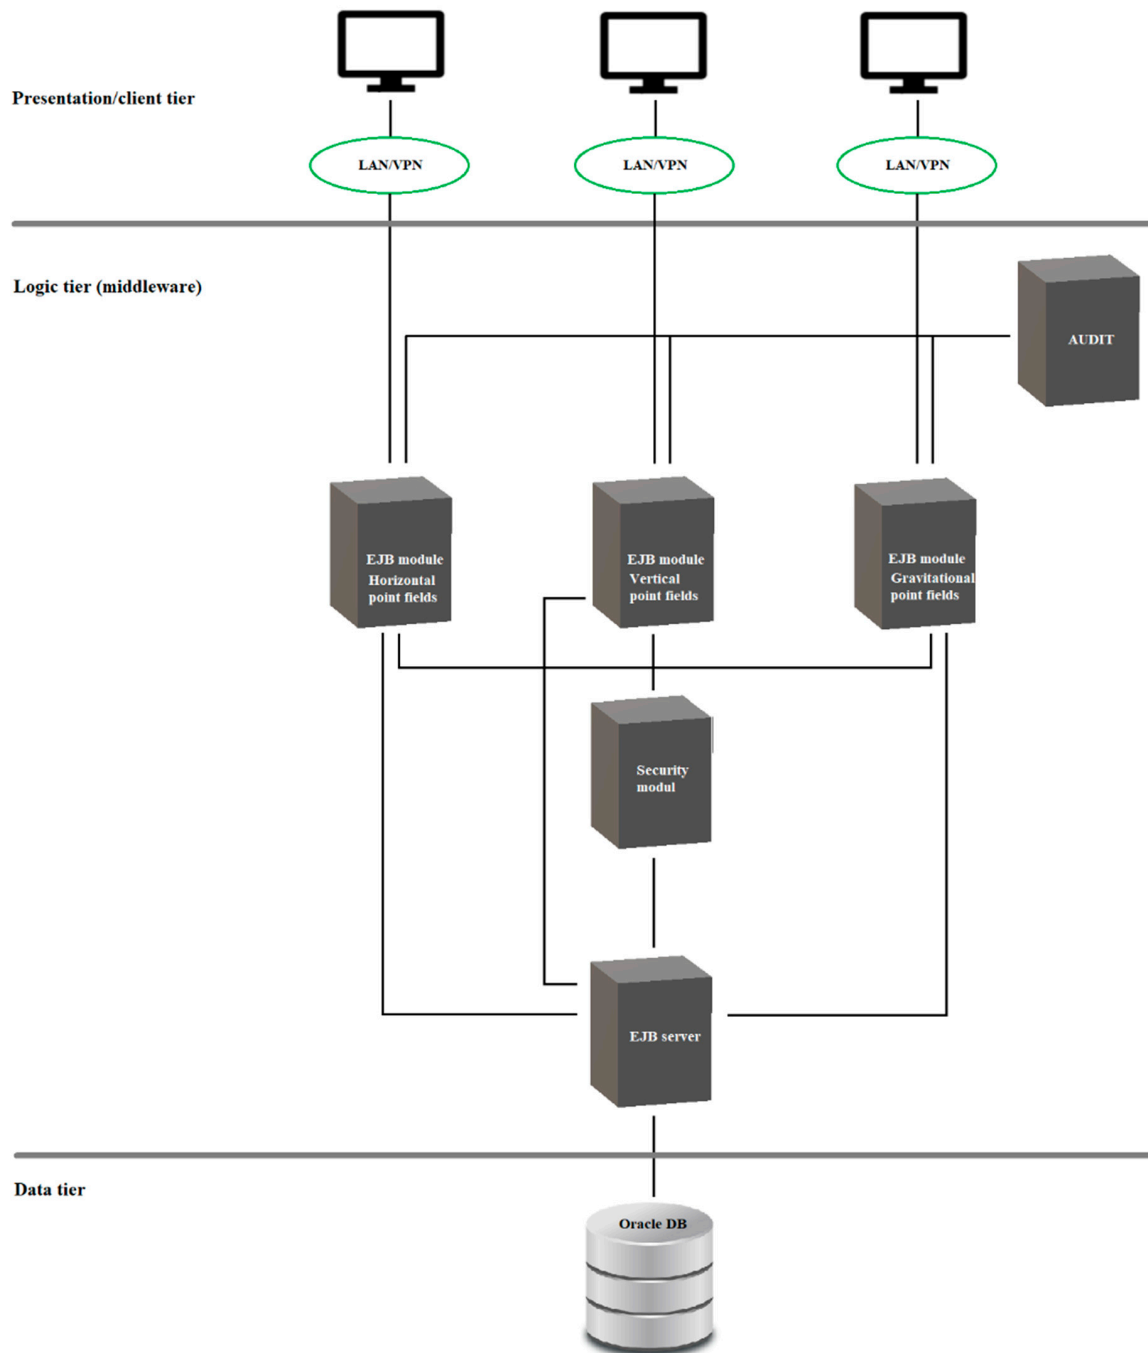 Presentation/client tier
LAN/VPN
LAN/VPN
LAN/VPN
Logic tier (middleware)
AUDIT
EJB module
Horizontal
point fields
EJB module
Vertical
point fields
EJB module
Gravitational
point fields
Security
modul
EJB server
Data tier
Oracle DB